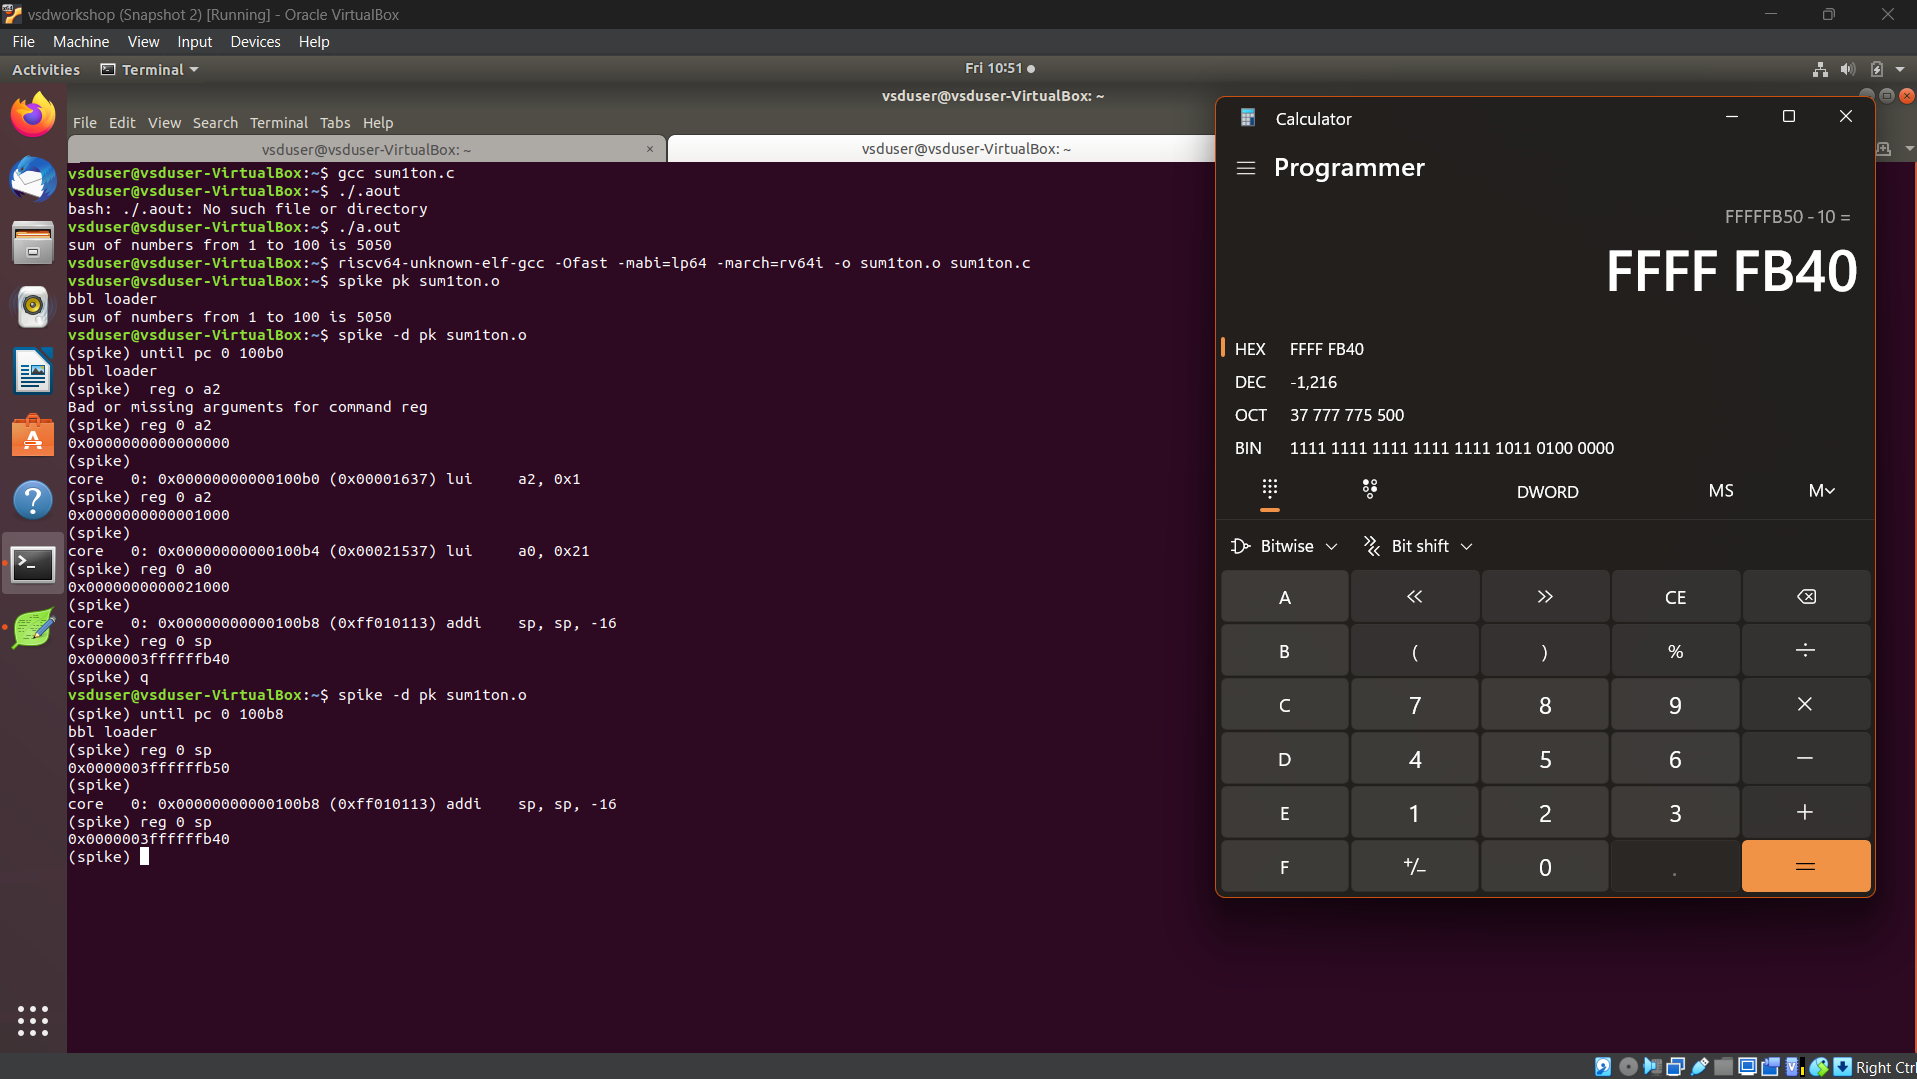 vsdworkshop (Snapshot 2) [Running] - Oracle VirtualBox
File Machine View Input Devices Help
Activities Terminal Fri 10:51
vsduser@vsduser-VirtualBox: ~
File Edit View Search Terminal Tabs Help
vsduser@vsduser-VirtualBox: ~ × vsduser@vsduser-VirtualBox: ~
vsduser@vsduser-VirtualBox:~$ gcc sum1ton.c
vsduser@vsduser-VirtualBox:~$ ./.aout
bash: ./.aout: No such file or directory
vsduser@vsduser-VirtualBox:~$ ./a.out
sum of numbers from 1 to 100 is 5050
vsduser@vsduser-VirtualBox:~$ riscv64-unknown-elf-gcc -Ofast -mabi=lp64 -march=rv64i -o sum1ton.o sum1ton.c
vsduser@vsduser-VirtualBox:~$ spike pk sum1ton.o
bbl loader
sum of numbers from 1 to 100 is 5050
vsduser@vsduser-VirtualBox:~$ spike -d pk sum1ton.o
(spike) until pc 0 100b0
bbl loader
(spike)  reg o a2
Bad or missing arguments for command reg
(spike) reg 0 a2
0x0000000000000000
(spike)
core   0: 0x00000000000100b0 (0x00001637) lui     a2, 0x1
(spike) reg 0 a2
0x0000000000001000
(spike)
core   0: 0x00000000000100b4 (0x00021537) lui     a0, 0x21
(spike) reg 0 a0
0x0000000000021000
(spike)
core   0: 0x00000000000100b8 (0xff010113) addi    sp, sp, -16
(spike) reg 0 sp
0x0000003ffffffb40
(spike) q
vsduser@vsduser-VirtualBox:~$ spike -d pk sum1ton.o
(spike) until pc 0 100b8
bbl loader
(spike) reg 0 sp
0x0000003ffffffb50
(spike)
core   0: 0x00000000000100b8 (0xff010113) addi    sp, sp, -16
(spike) reg 0 sp
0x0000003ffffffb40
(spike)
Calculator
Programmer
FFFFFB50 - 10 =
FFFF FB40
HEX FFFF FB40
DEC -1,216
OCT 37 777 775 500
BIN 1111 1111 1111 1111 1111 1011 0100 0000
DWORD MS M
Bitwise Bit shift
A << >> CE
B ( ) % ÷
C 7 8 9 ×
D 4 5 6 −
E 1 2 3 +
F +/− 0 . =
Right Ctrl